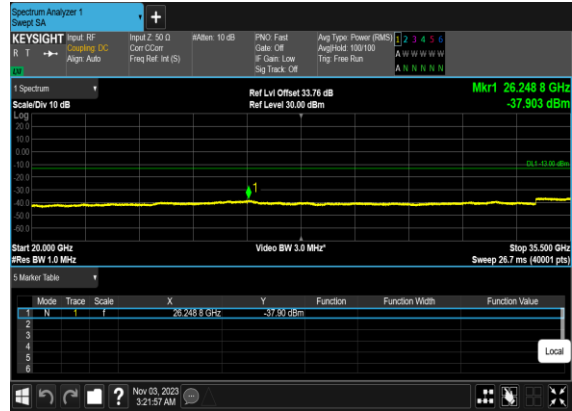 Spectrum Analyzer 1
Swept SA
+
KEYSIGHT Input: RF Input Z: 50 Ω #Atten: 10 dB PNO: Fast Avg Type: Power (RMS) 1 2 3 4 5 6
R T Coupling: DC Corr CCorr Gate: Off Avg|Hold: 100/100 A W W W W W
Align: Auto Freq Ref: Int (S) IF Gain: Low Trig: Free Run
Sig Track: Off A N N N N N
1 Spectrum Ref Lvl Offset 33.76 dB Mkr1 26.248 8 GHz
Scale/Div 10 dB Ref Level 30.00 dBm -37.903 dBm
Log
20.0
10.0
0.00
-10.0 DL1 -13.00 dBm
-20.0
-30.0 1
-40.0
-50.0
-60.0
Start 20.000 GHz Video BW 3.0 MHz* Stop 35.500 GHz
#Res BW 1.0 MHz Sweep 26.7 ms (40001 pts)
5 Marker Table
Mode Trace Scale X Y Function Function Width Function Value
1 N 1 f 26.248 8 GHz -37.90 dBm
2
3
4
5
6
Local
? Nov 03, 2023
3:21:57 AM